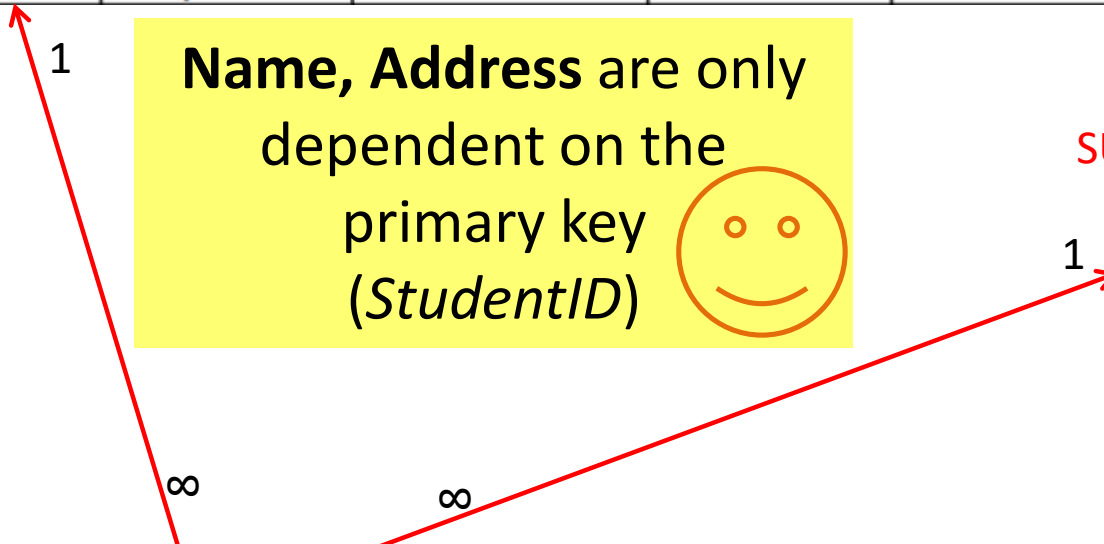 1
Name, Address are only
dependent on the
primary key
(StudentID)
1
∞
∞